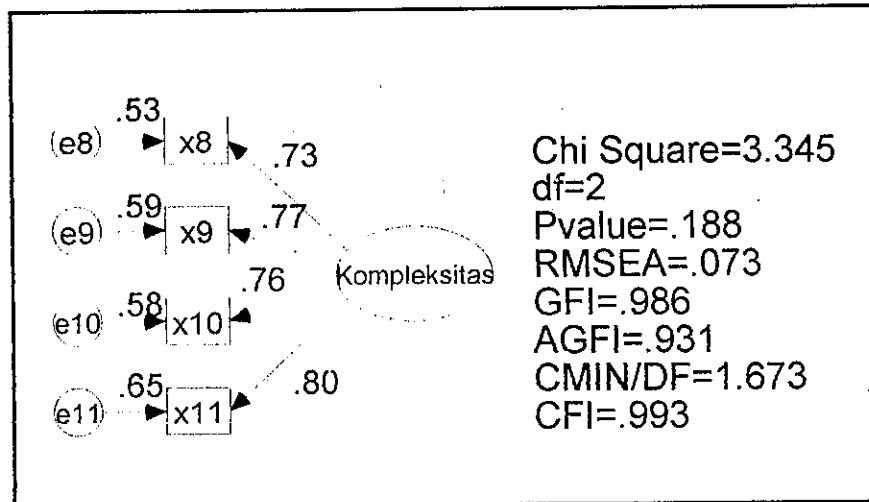 .53
e8 x8 .73
.59
e9 x9 .77
Kompleksitas
.76
.58
e10 x10
.65
e11 x11 .80
Chi Square=3.345
df=2
Pvalue=.188
RMSEA=.073
GFI=.986
AGFI=.931
CMIN/DF=1.673
CFI=.993